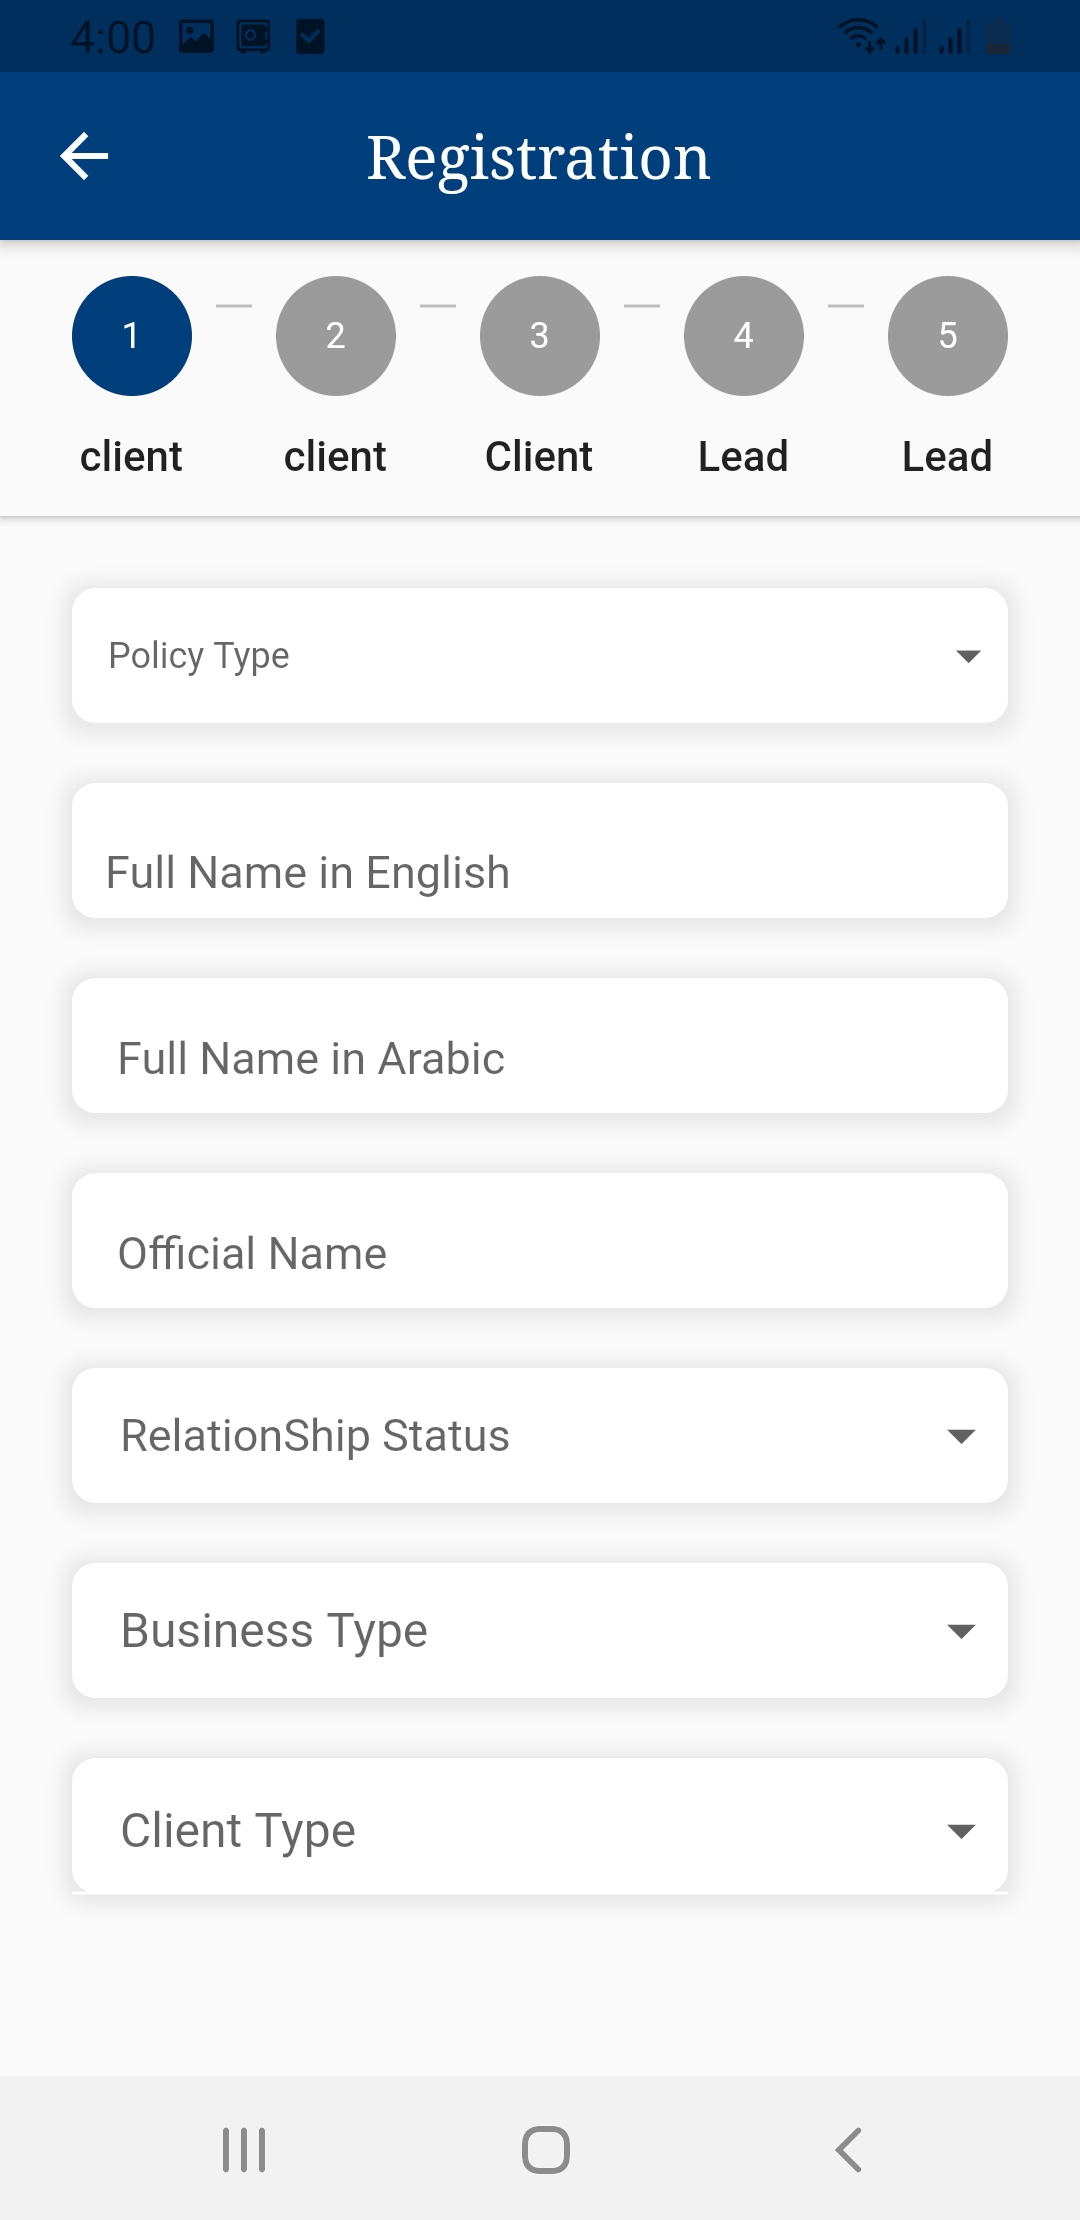 4:00
Registration
1 2 3 4 5
client client Client Lead Lead
Policy Type
Full Name in English
Full Name in Arabic
Official Name
RelationShip Status
Business Type
Client Type